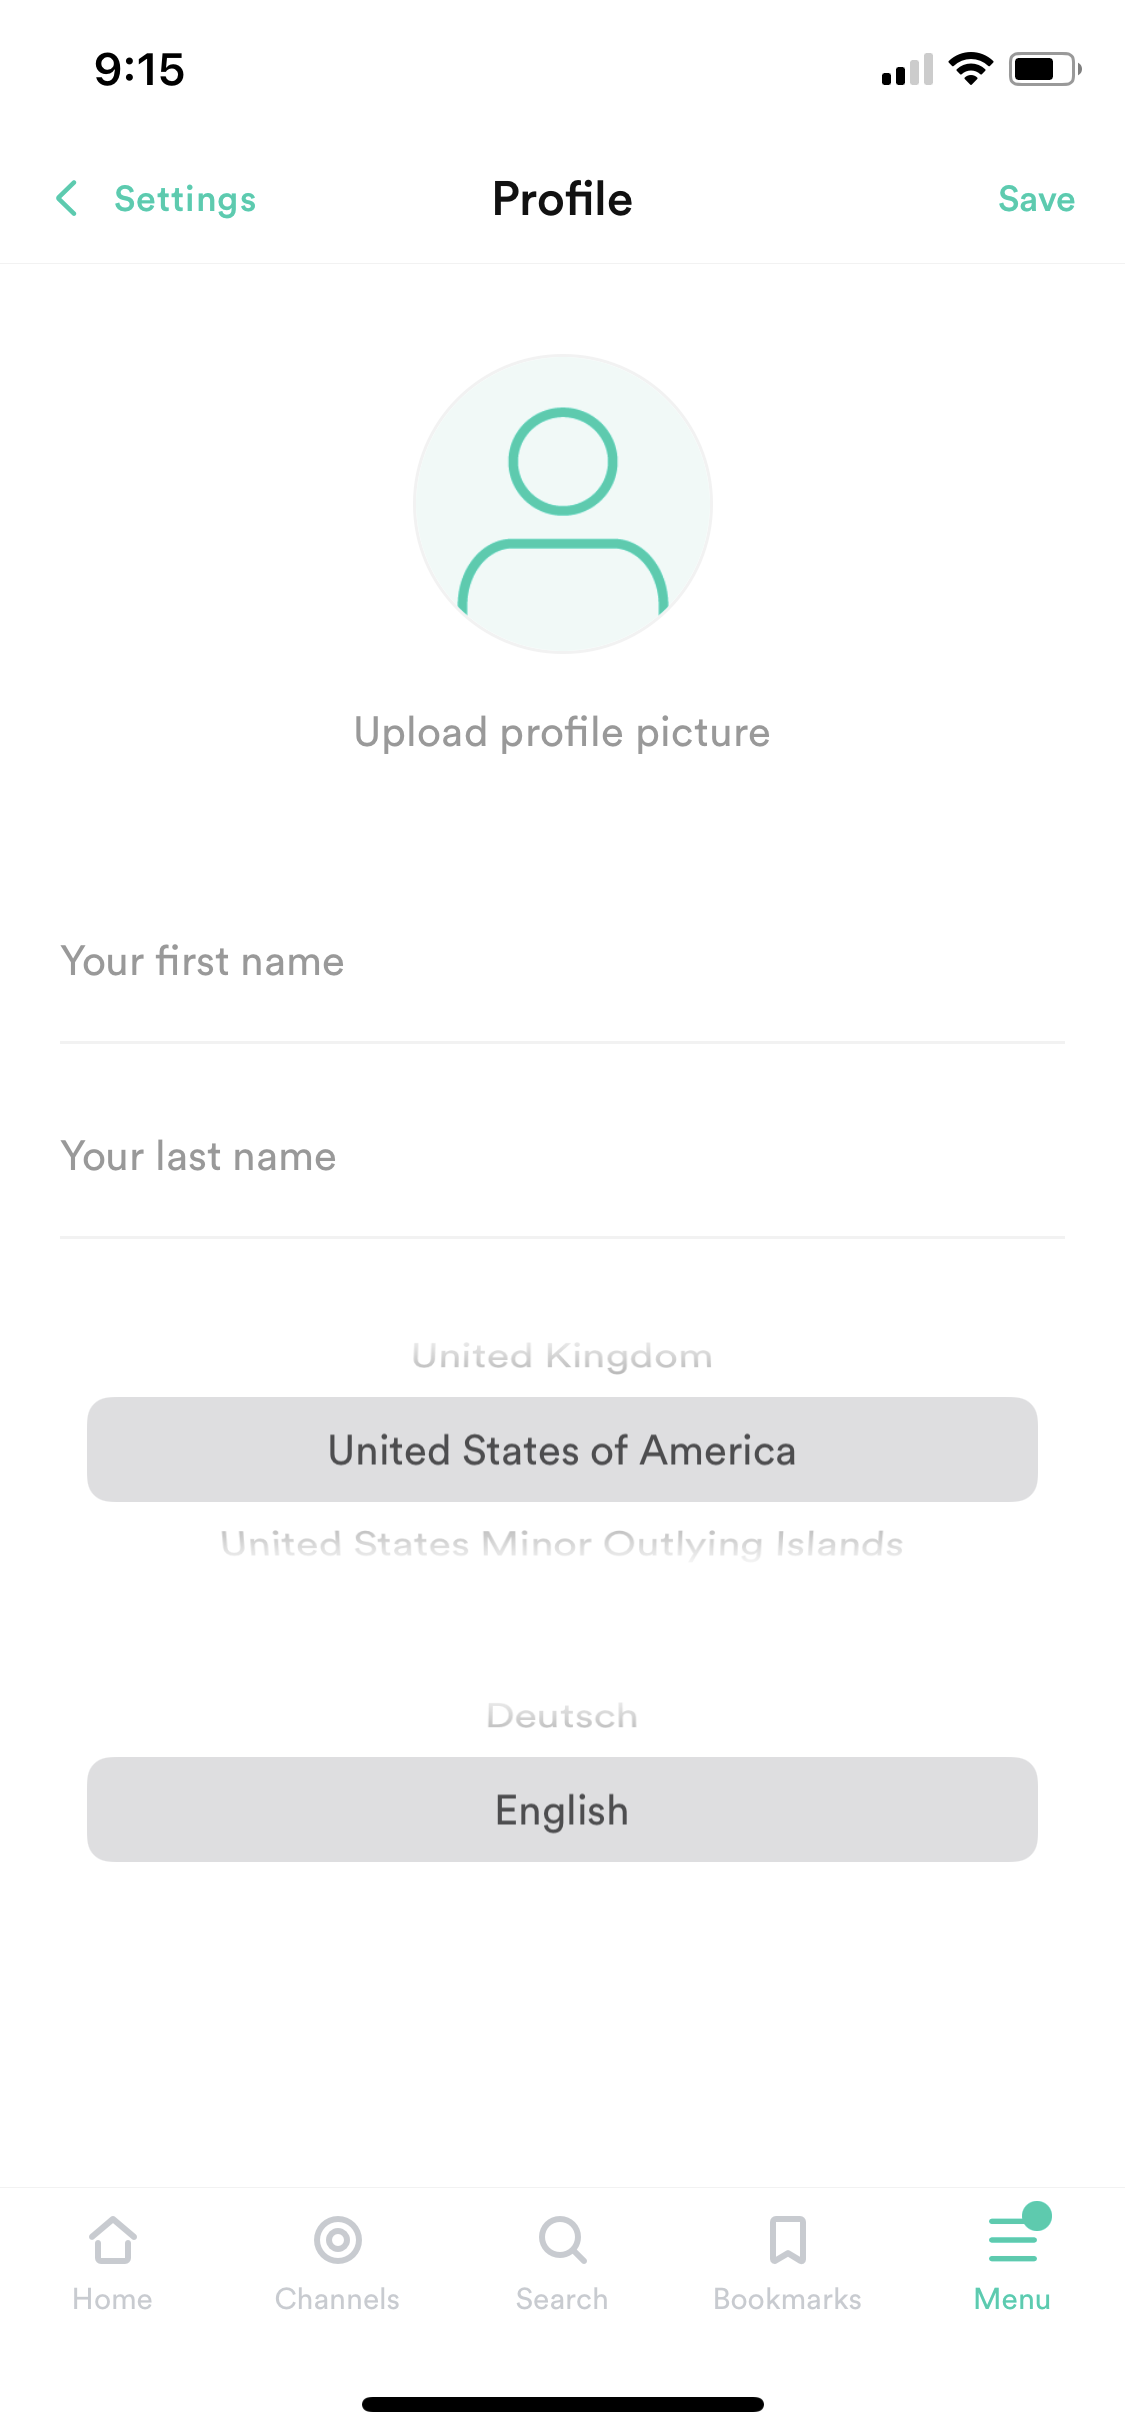 9:15
Settings
Profile
Save
Upload profile picture
Your first name
Your last name
United Kingdom
United States of America
United States Minor Outlying Islands
Deutsch
English
Home
Channels
Search
Bookmarks
Menu